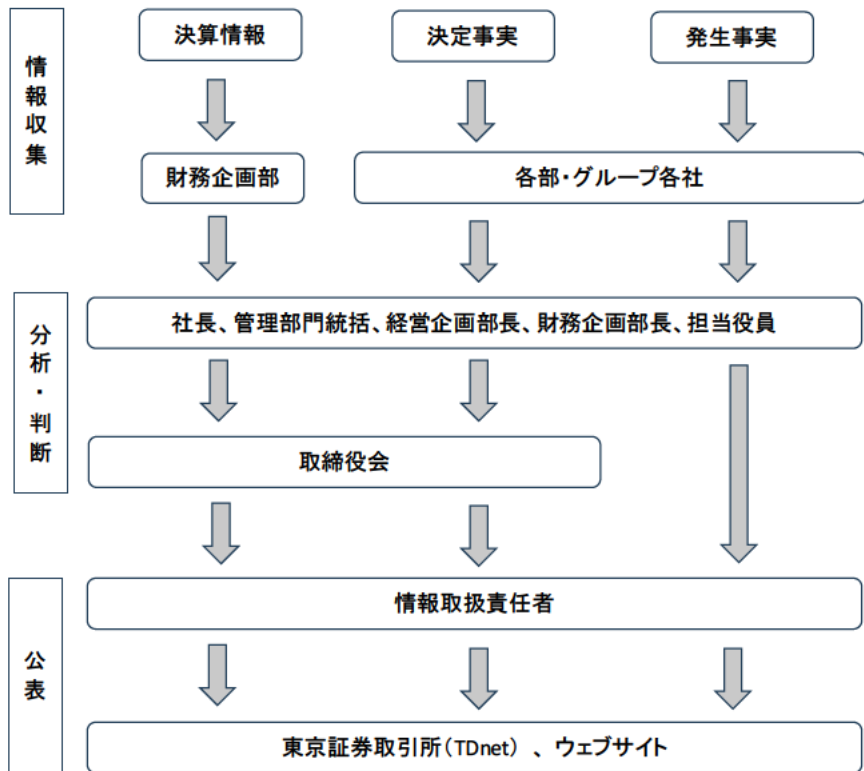 情報収集
決算情報
決定事実
発生事実
財務企画部
各部・グループ各社
分析・判断
社長、管理部門統括、経営企画部長、財務企画部長、担当役員
取締役会
公表
情報取扱責任者
東京証券取引所(TDnet) 、ウェブサイト